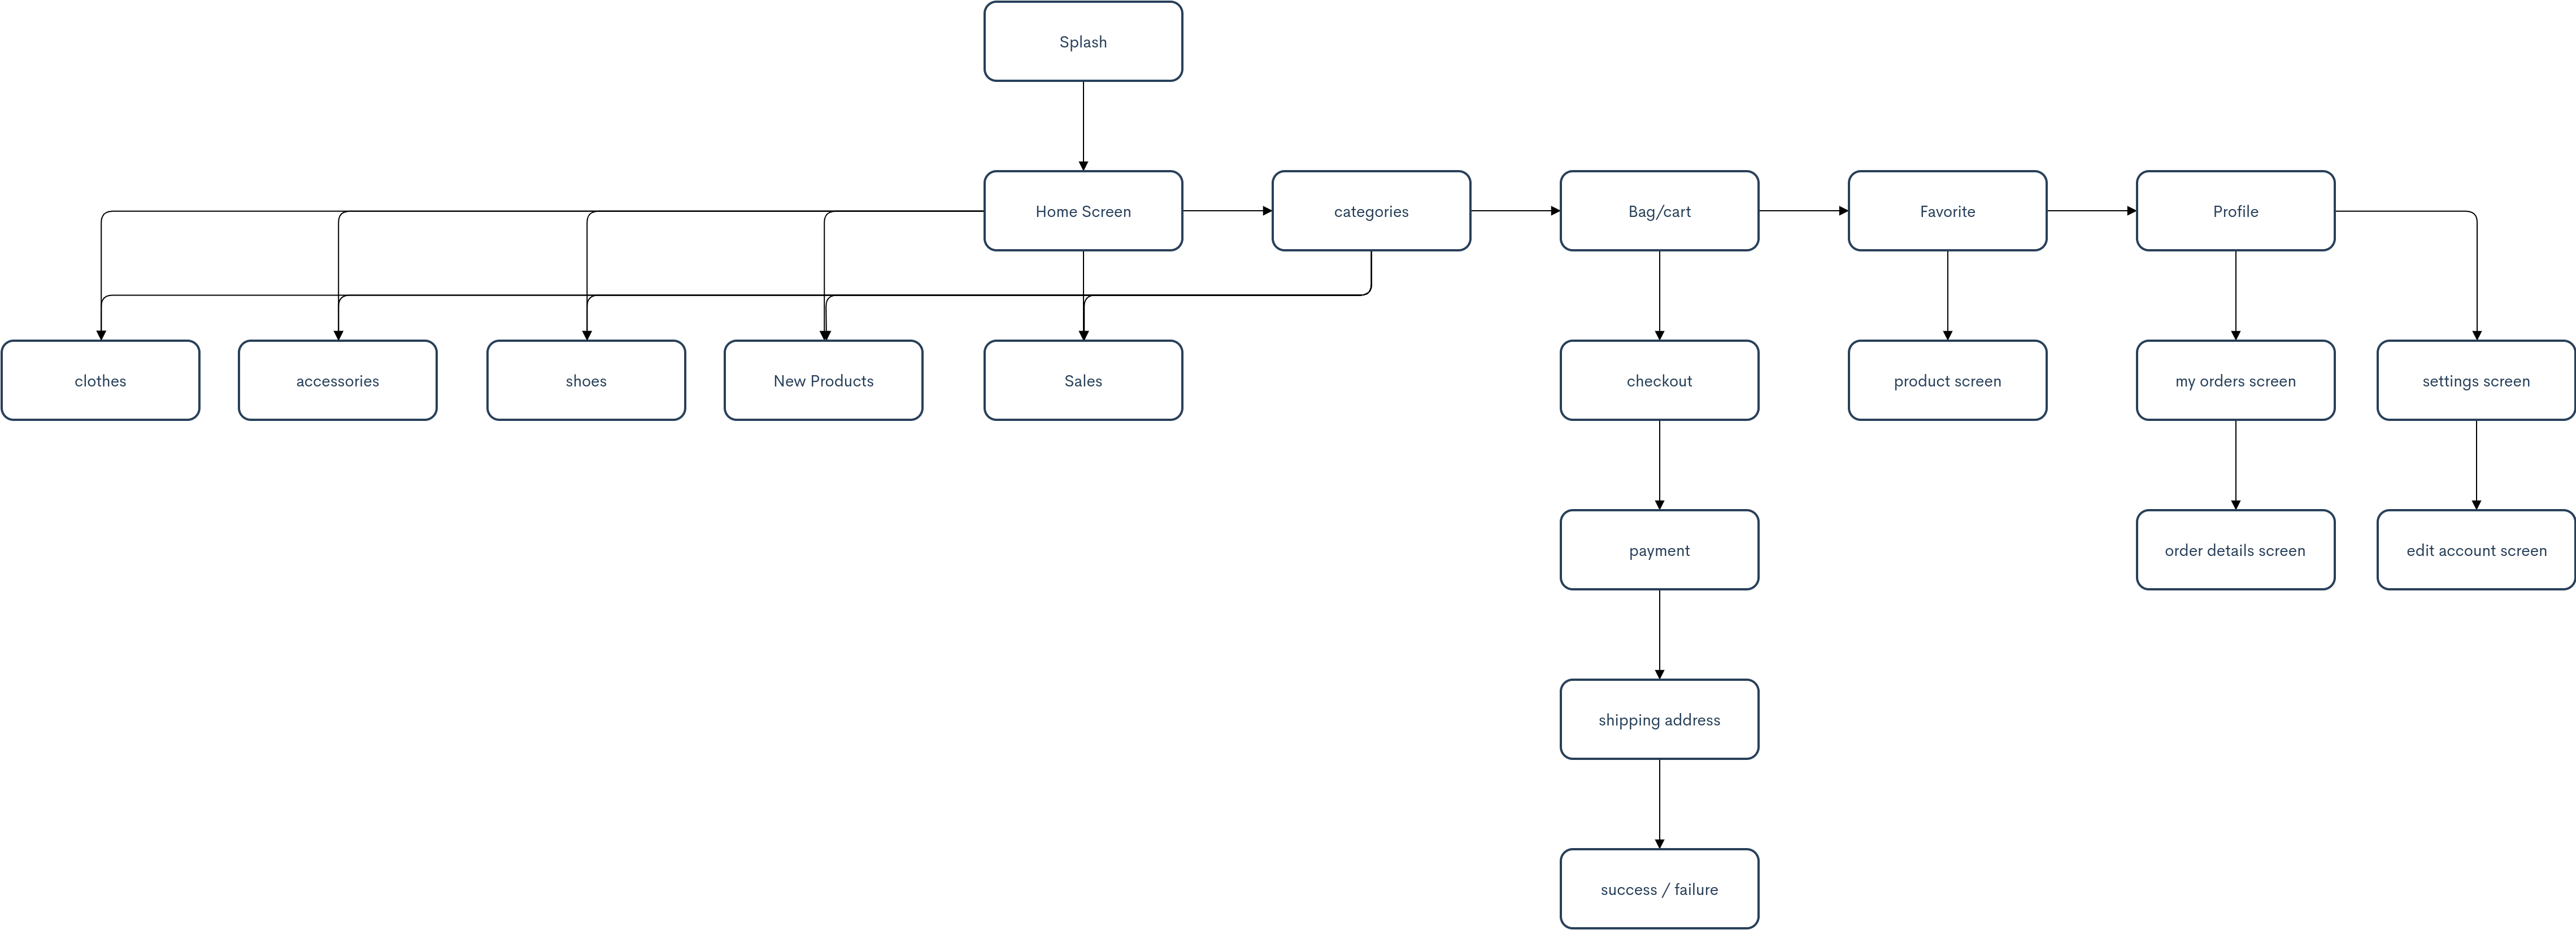 Splash
Home Screen
categories
Bag/cart
Favorite
Profile
clothes
accessories
shoes
New Products
Sales
checkout
product screen
my orders screen
settings screen
payment
order details screen
edit account screen
shipping address
success / failure